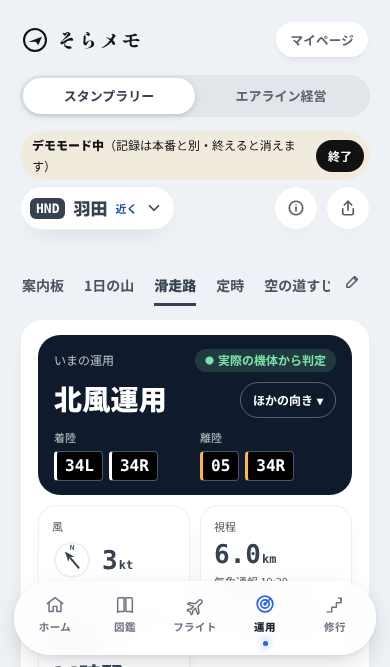 そらメモ
マイページ
スタンプラリー
エアライン経営
デモモード中（記録は本番と別・終えると消えま
す）
終了
HND 羽田 近く
案内板 1日の山 滑走路 定時 空の道すじ
いまの運用
実際の機体から判定
北風運用
ほかの向き ▾
着陸
離陸
34L 34R
05 34R
風
視程
N
3kt
6.0km
ホーム
図鑑
フライト
運用
修行